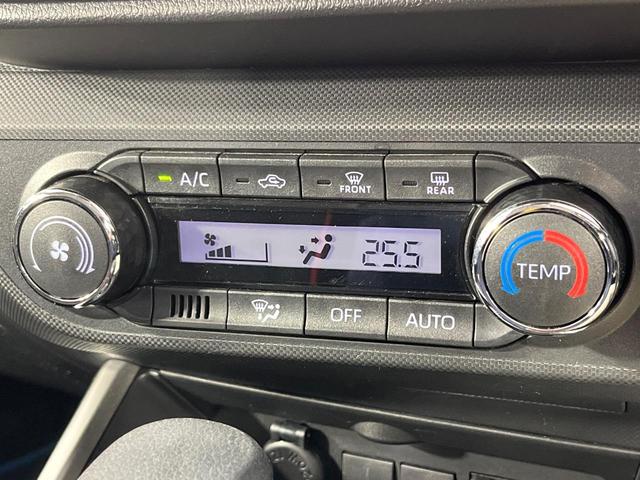 A/C
FRONT
REAR
25.5
TEMP
OFF
AUTO